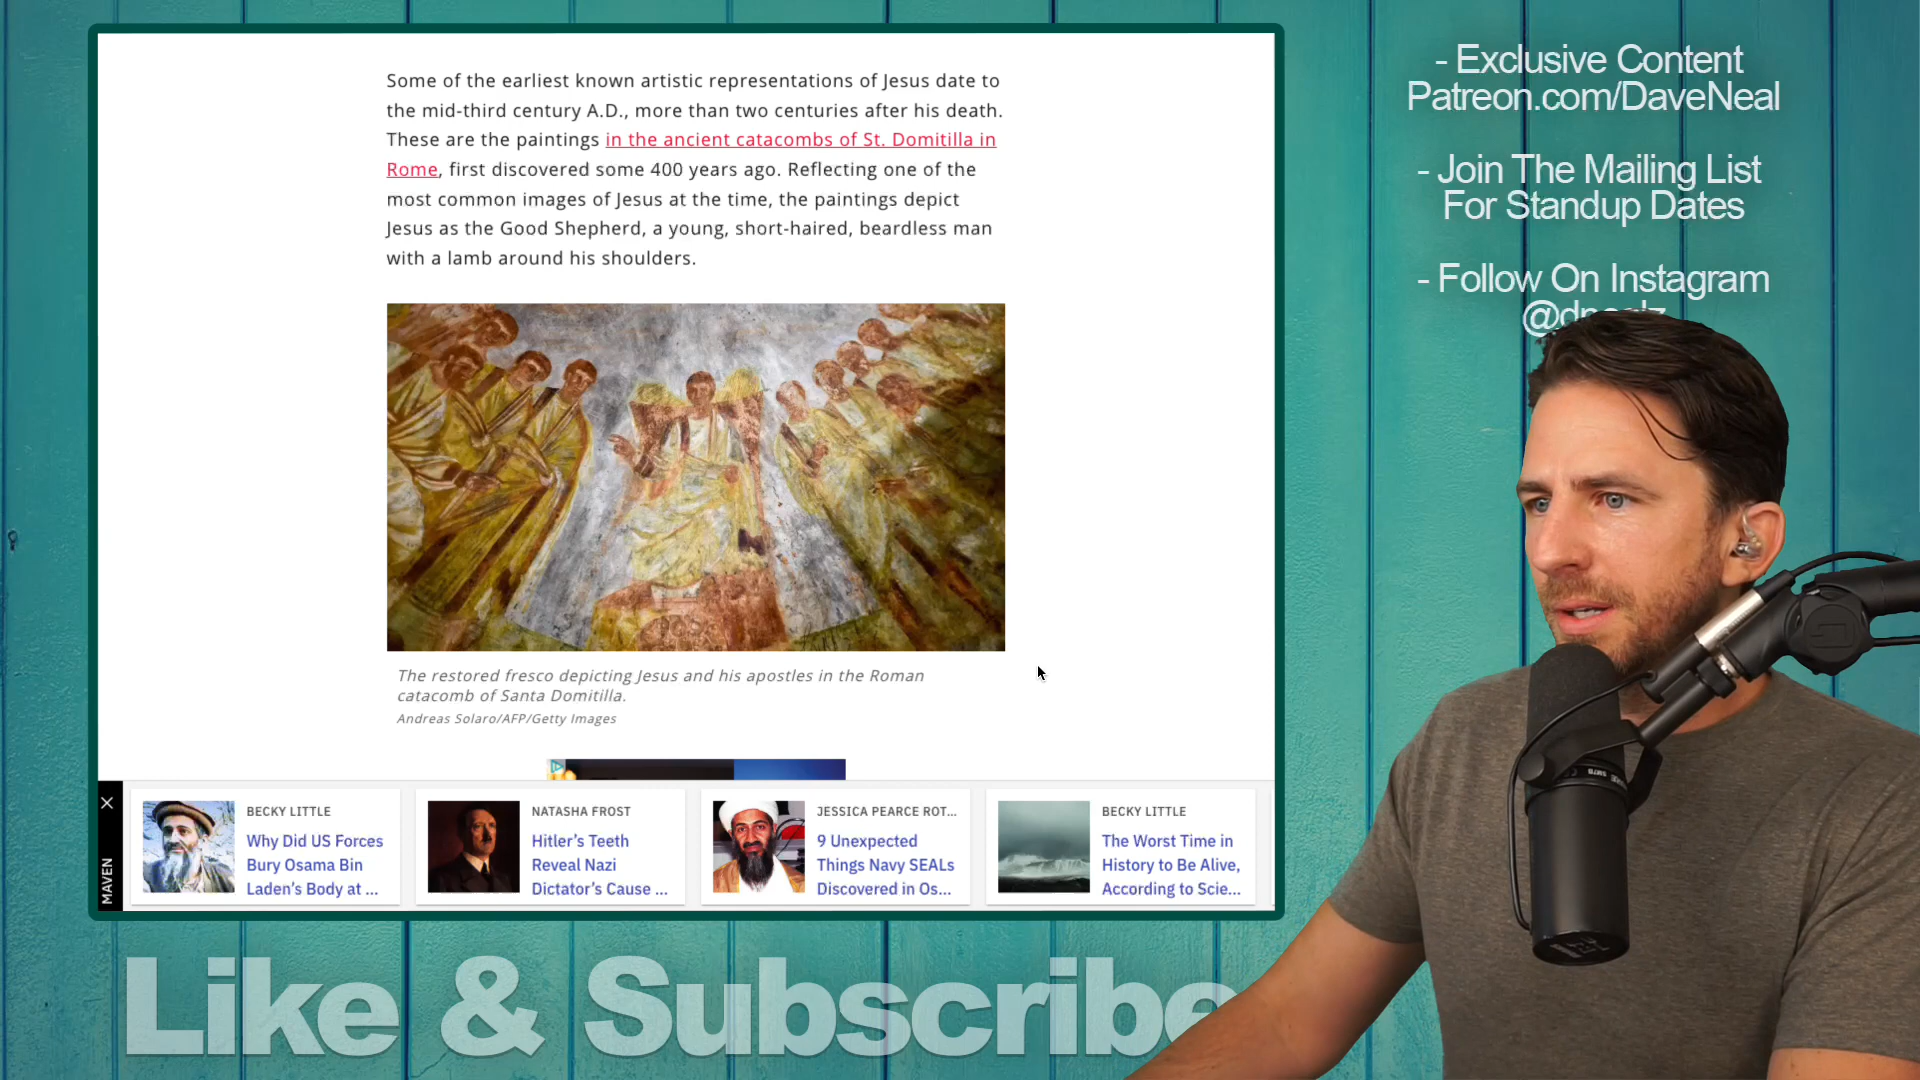 Some of the earliest known artistic representations of Jesus date to
the mid-third century A.D., more than two centuries after his death.
These are the paintings in the ancient catacombs of St. Domitilla in
Rome, first discovered some 400 years ago. Reflecting one of the
most common images of Jesus at the time, the paintings depict
Jesus as the Good Shepherd, a young, short-haired, beardless man
with a lamb around his shoulders.
The restored fresco depicting Jesus and his apostles in the Roman
catacomb of Santa Domitilla.
Andreas Solaro/AFP/Getty Images
MAVEN
BECKY LITTLE
Why Did US Forces
Bury Osama Bin
Laden's Body at ...
NATASHA FROST
Hitler's Teeth
Reveal Nazi
Dictator's Cause ...
JESSICA PEARCE ROT...
9 Unexpected
Things Navy SEALs
Discovered in Os...
BECKY LITTLE
The Worst Time in
History to Be Alive,
According to Scie...
- Exclusive Content
Patreon.com/DaveNeal
- Join The Mailing List
For Standup Dates
- Follow On Instagram
Like & Subscribe